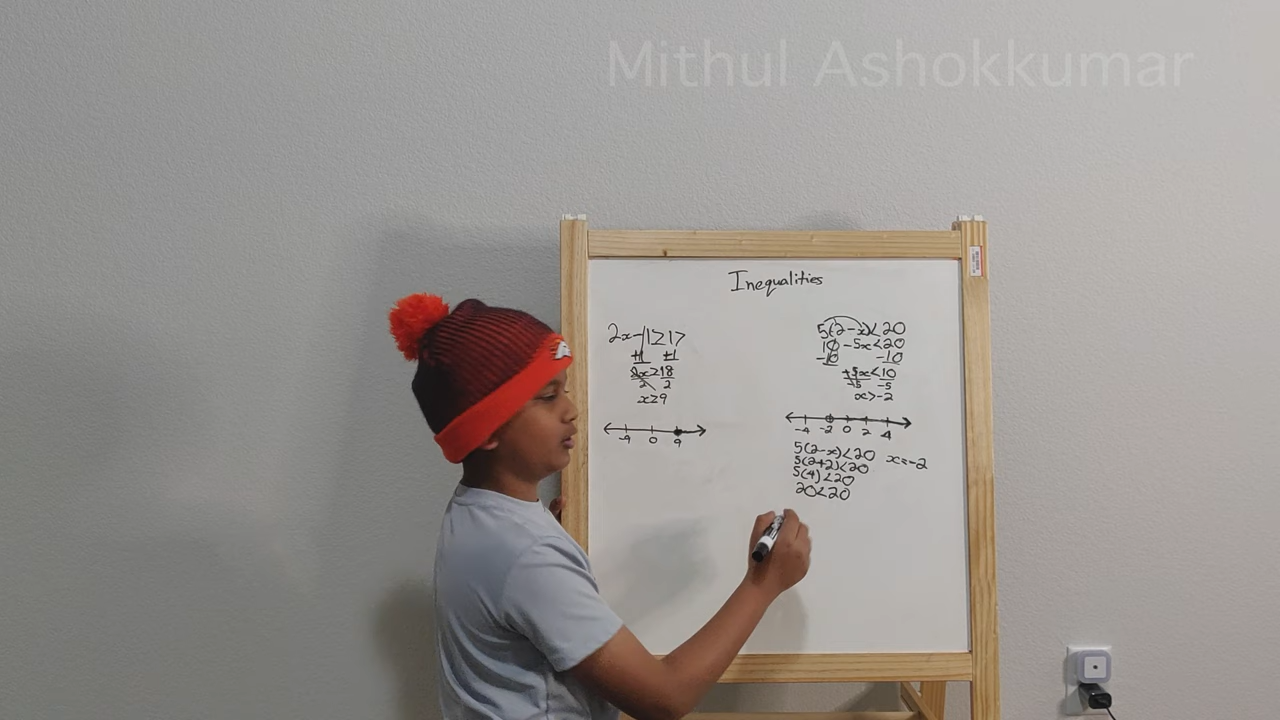 Mithul Ashokkumar
Inequalities
2x-1≥17
+1 +1
2x≥18
2 2
x≥9
-9 0 9
5(2-x)<20
10-5x<20
-10 -10
-5x<10
-5 -5
x>-2
-4 -2 0 2 4
5(2-x)<20 x=-2
5(2+2)<20
5(4)<20
20<20